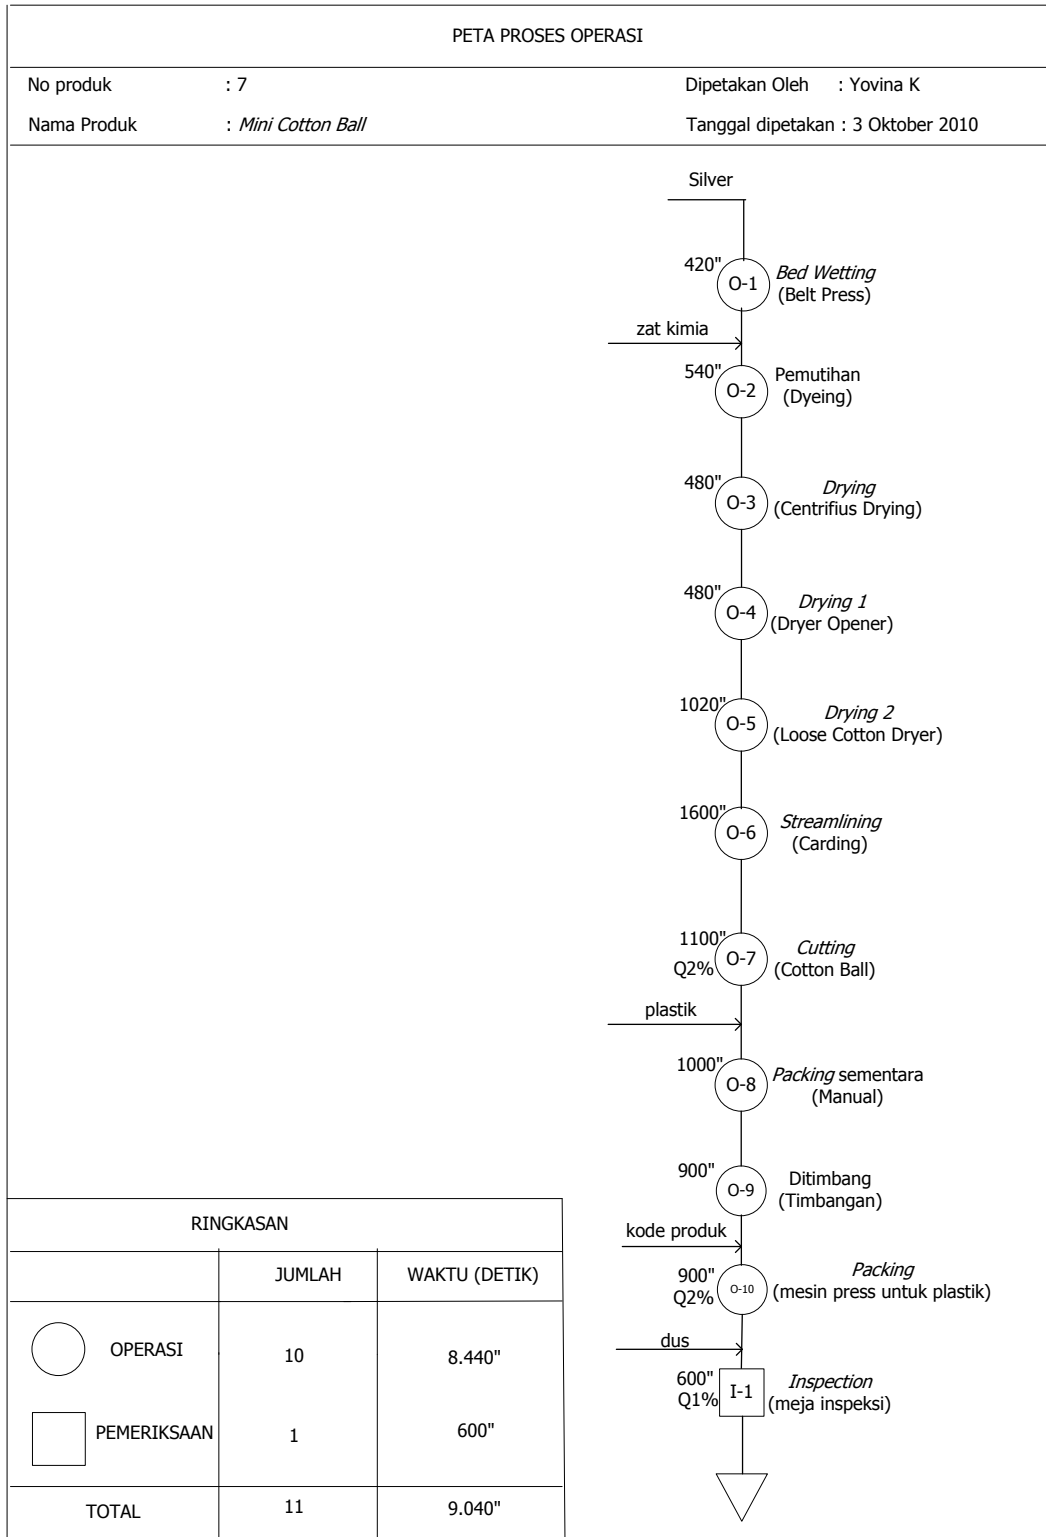 PETA PROSES OPERASI
No produk : 7 Dipetakan Oleh : Yovina K
Nama Produk : Mini Cotton Ball Tanggal dipetakan : 3 Oktober 2010
Silver
420" O-1 Bed Wetting
(Belt Press)
zat kimia
540" O-2 Pemutihan
(Dyeing)
480" O-3 Drying
(Centrifius Drying)
480" O-4 Drying 1
(Dryer Opener)
1020" O-5 Drying 2
(Loose Cotton Dryer)
1600" O-6 Streamlining
(Carding)
1100" O-7 Cutting
Q2% (Cotton Ball)
plastik
1000" O-8 Packing sementara
(Manual)
900" O-9 Ditimbang
(Timbangan)
kode produk
900" O-10 Packing
Q2% (mesin press untuk plastik)
dus
600" I-1 Inspection
Q1% (meja inspeksi)
RINGKASAN
JUMLAH WAKTU (DETIK)
OPERASI 10 8.440"
PEMERIKSAAN 1 600"
TOTAL 11 9.040"